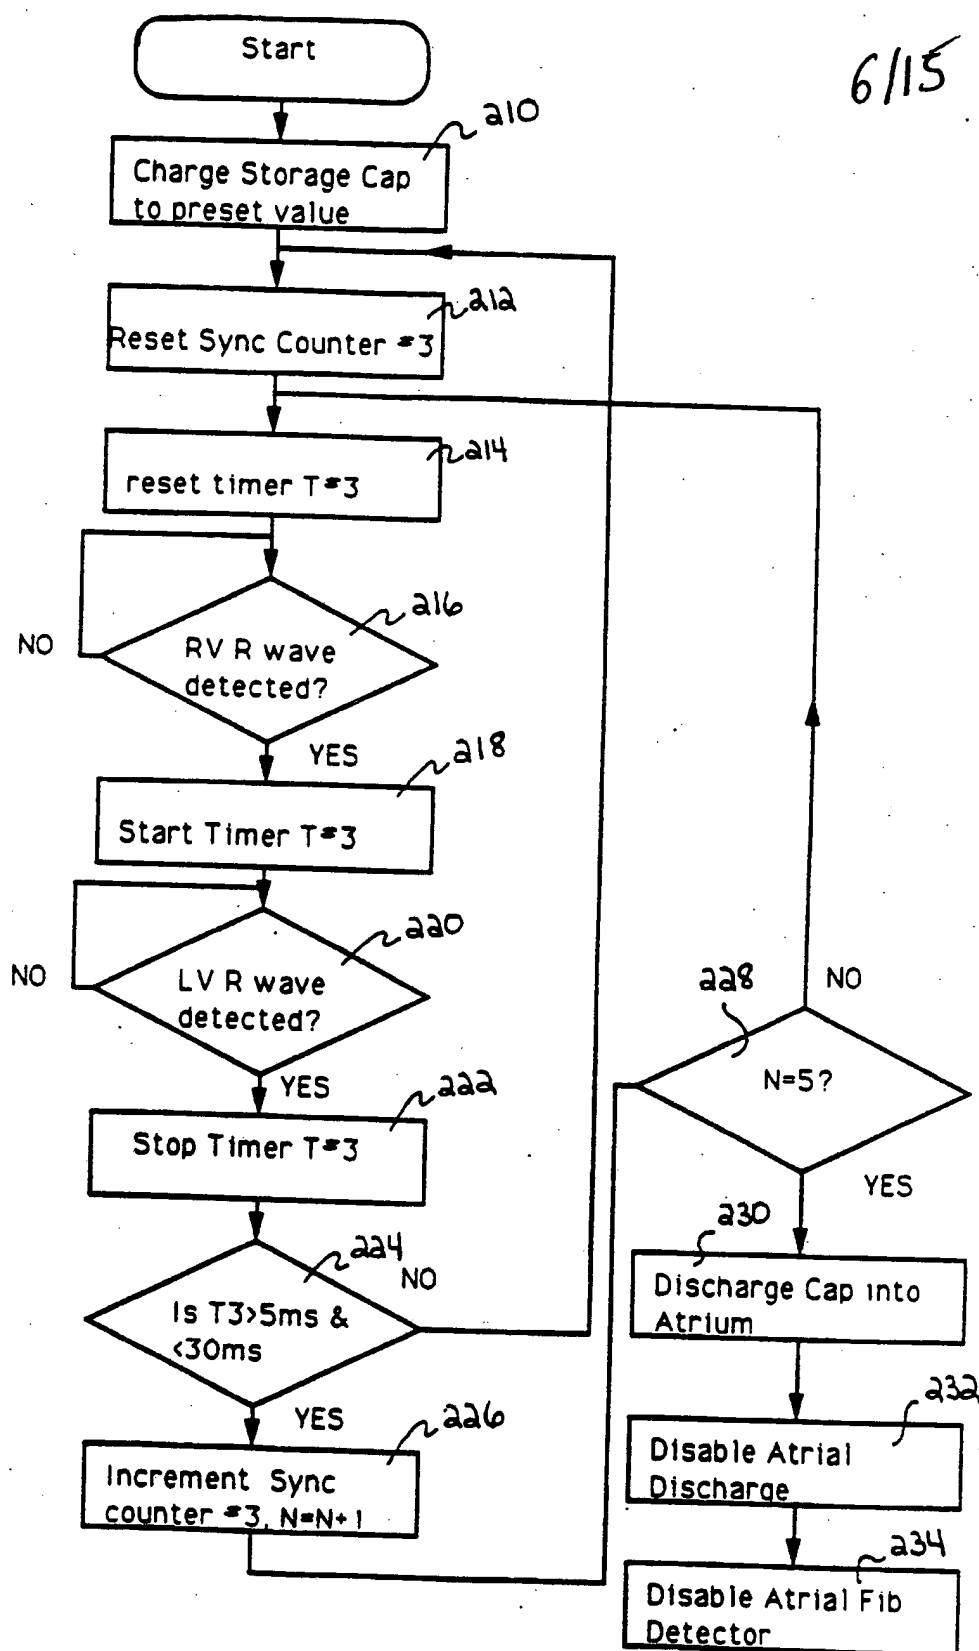 6/15
Start
210
Charge Storage Cap
to preset value
212
Reset Sync Counter #3
214
reset timer T#3
216
RV R wave
detected?
NO
YES
218
Start Timer T#3
220
LV R wave
detected?
NO
YES
222
Stop Timer T#3
224
Is T3>5ms &
<30ms
NO
YES
226
Increment Sync
counter #3, N=N+1
228
N=5?
NO
YES
230
Discharge Cap into
Atrium
232
Disable Atrial
Discharge
234
Disable Atrial Fib
Detector